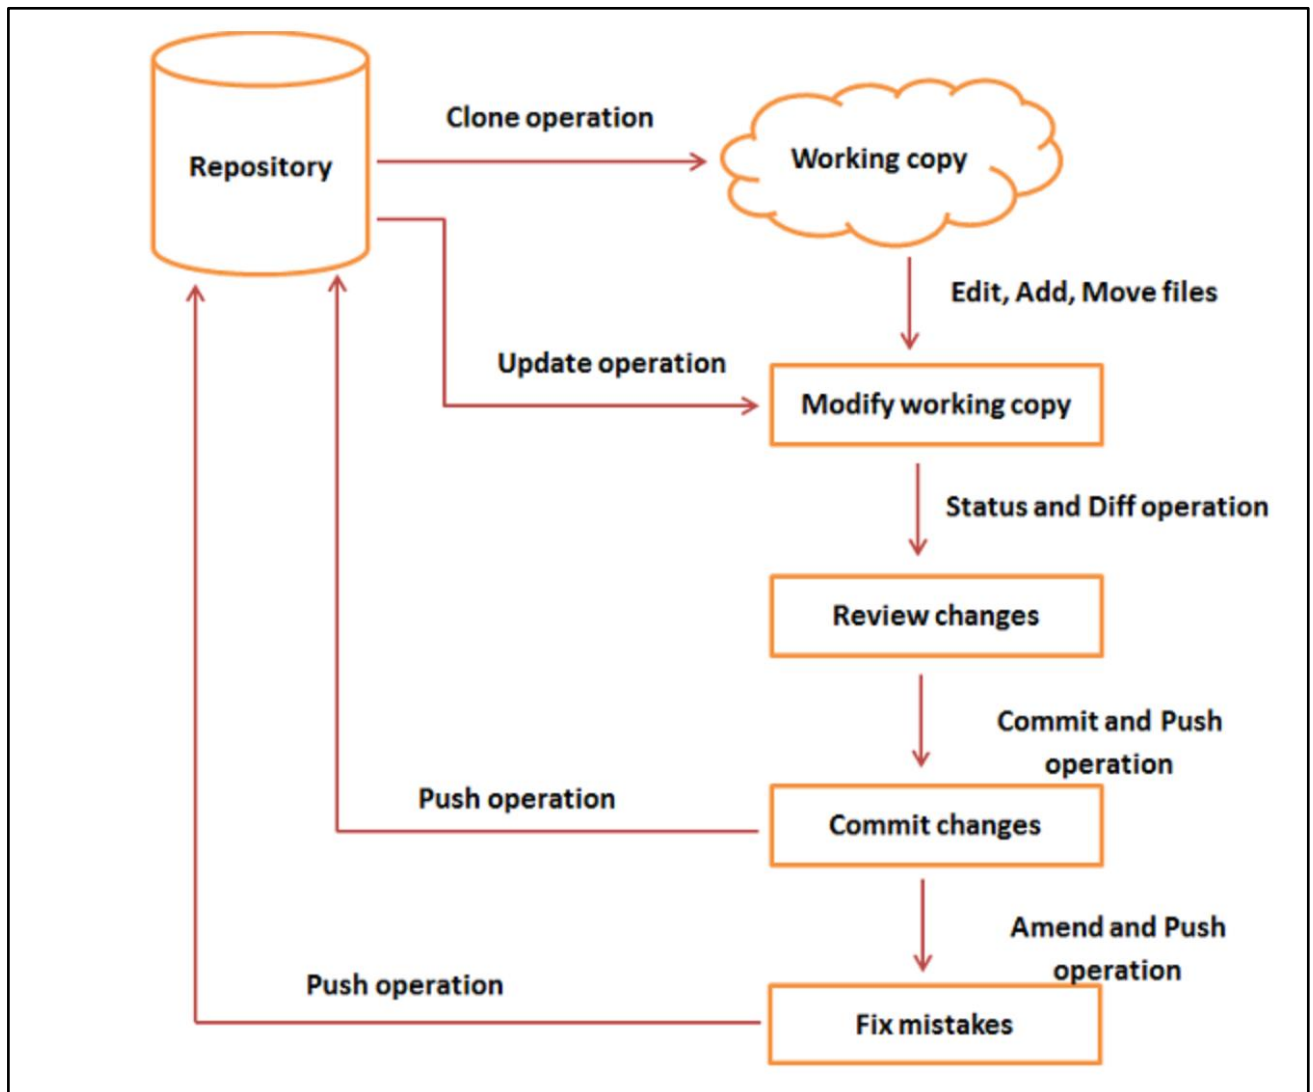 Clone operation
Repository
Working copy
Edit, Add, Move files
Update operation
Modify working copy
Status and Diff operation
Review changes
Commit and Push
operation
Push operation
Commit changes
Amend and Push
operation
Push operation
Fix mistakes